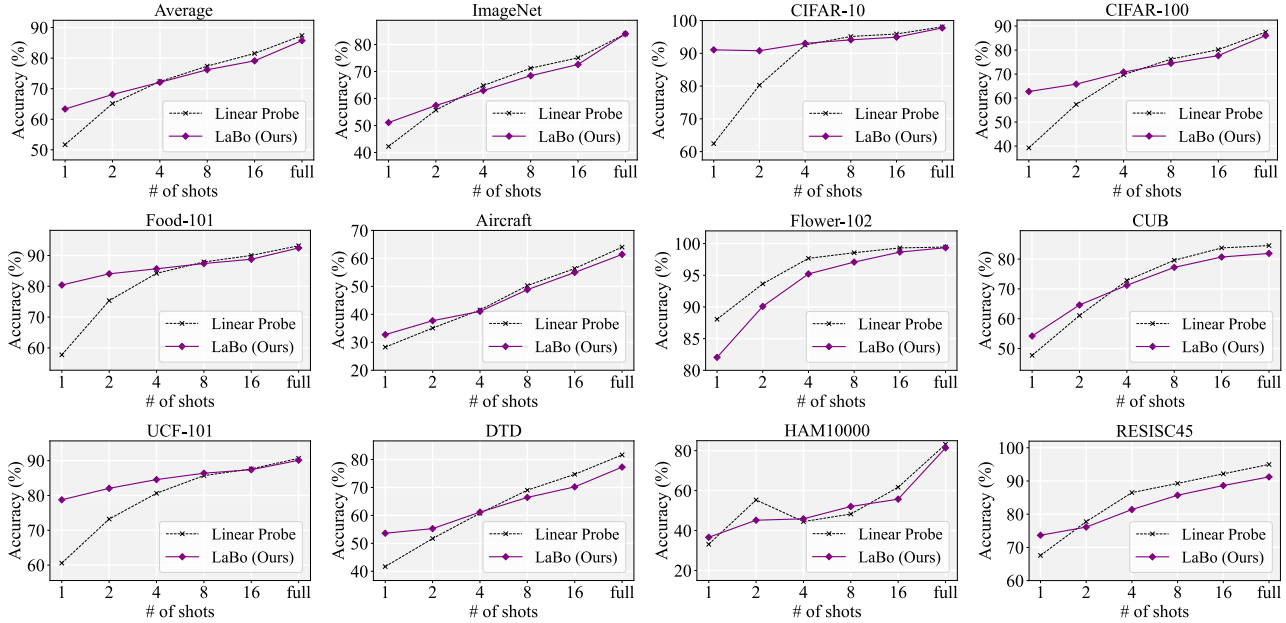 Average
Accuracy (%)
90
80
70
60
50
Linear Probe
LaBo (Ours)
1 2 4 8 16 full
# of shots
ImageNet
Accuracy (%)
80
70
60
50
40
Linear Probe
LaBo (Ours)
1 2 4 8 16 full
# of shots
CIFAR-10
Accuracy (%)
100
90
80
70
60
Linear Probe
LaBo (Ours)
1 2 4 8 16 full
# of shots
CIFAR-100
Accuracy (%)
90
80
70
60
50
40
Linear Probe
LaBo (Ours)
1 2 4 8 16 full
# of shots
Food-101
Accuracy (%)
90
80
70
60
Linear Probe
LaBo (Ours)
1 2 4 8 16 full
# of shots
Aircraft
Accuracy (%)
70
60
50
40
30
20
Linear Probe
LaBo (Ours)
1 2 4 8 16 full
# of shots
Flower-102
Accuracy (%)
100
95
90
85
80
Linear Probe
LaBo (Ours)
1 2 4 8 16 full
# of shots
CUB
Accuracy (%)
80
70
60
50
Linear Probe
LaBo (Ours)
1 2 4 8 16 full
# of shots
UCF-101
Accuracy (%)
90
80
70
60
Linear Probe
LaBo (Ours)
1 2 4 8 16 full
# of shots
DTD
Accuracy (%)
80
70
60
50
40
Linear Probe
LaBo (Ours)
1 2 4 8 16 full
# of shots
HAM10000
Accuracy (%)
80
60
40
20
Linear Probe
LaBo (Ours)
1 2 4 8 16 full
# of shots
RESISC45
Accuracy (%)
100
90
80
70
60
Linear Probe
LaBo (Ours)
1 2 4 8 16 full
# of shots